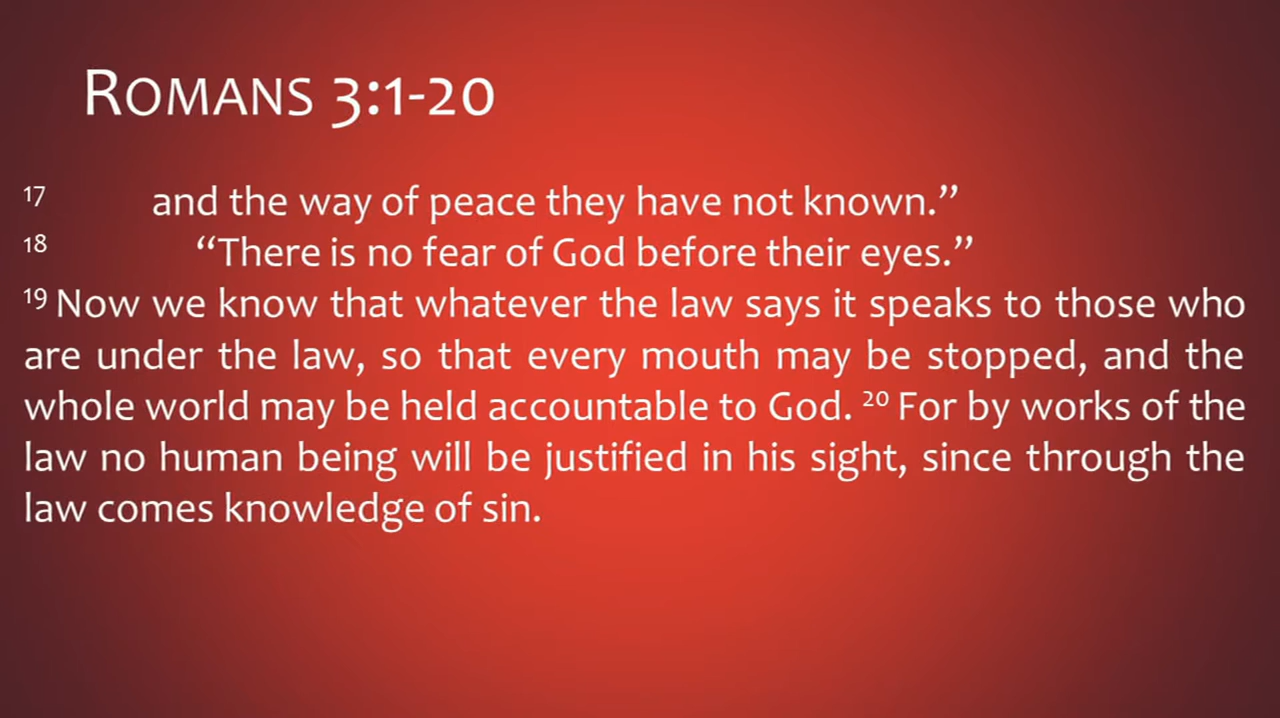 ROMANS 3:1-20
17 and the way of peace they have not known.”
18 “There is no fear of God before their eyes.”
19 Now we know that whatever the law says it speaks to those who
are under the law, so that every mouth may be stopped, and the
whole world may be held accountable to God. 20 For by works of the
law no human being will be justified in his sight, since through the
law comes knowledge of sin.